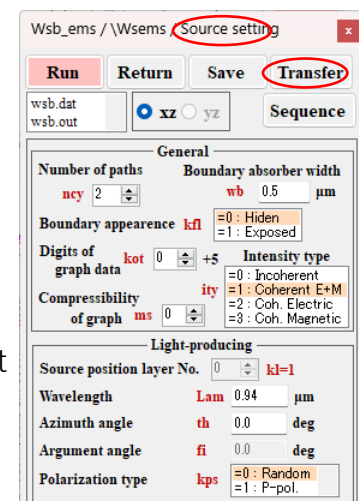 Wsb_ems / \Wsems / Source setting x
Run Return Save Transfer
wsb.dat
wsb.out
xz yz Sequence
General
Number of paths Boundary absorber width
ncy 2 wb 0.5 μm
Boundary appearence kfl =0 : Hiden
=1 : Exposed
Digits of
graph data kot 0 +5 Intensity type
ity =0 : Incoherent
=1 : Coherent E+M
=2 : Coh. Electric
=3 : Coh. Magnetic
Compressibility
of graph ms 0
Light-producing
t
Source position layer No. 0 kl=1
Wavelength Lam 0.94 μm
Azimuth angle th 0.0 deg
Argument angle fi 0.0 deg
Polarization type kps =0 : Random
=1 : P-pol.